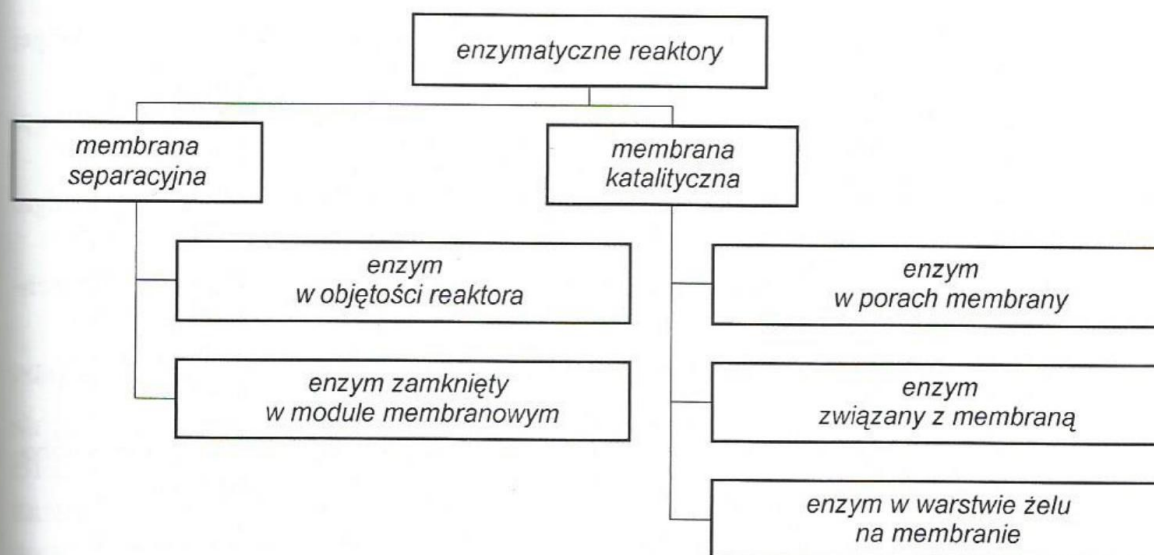 enzymatyczne reaktory
membrana
separacyjna
membrana
katalityczna
enzym
w objętości reaktora
enzym zamknięty
w module membranowym
enzym
w porach membrany
enzym
związany z membraną
enzym w warstwie żelu
na membranie